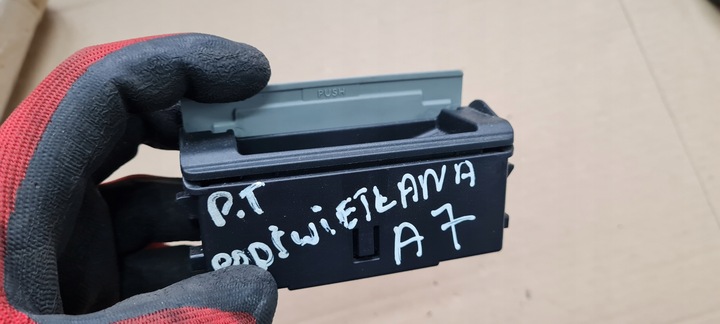 PUSH
P.T
PODŚWIETLANA
A7